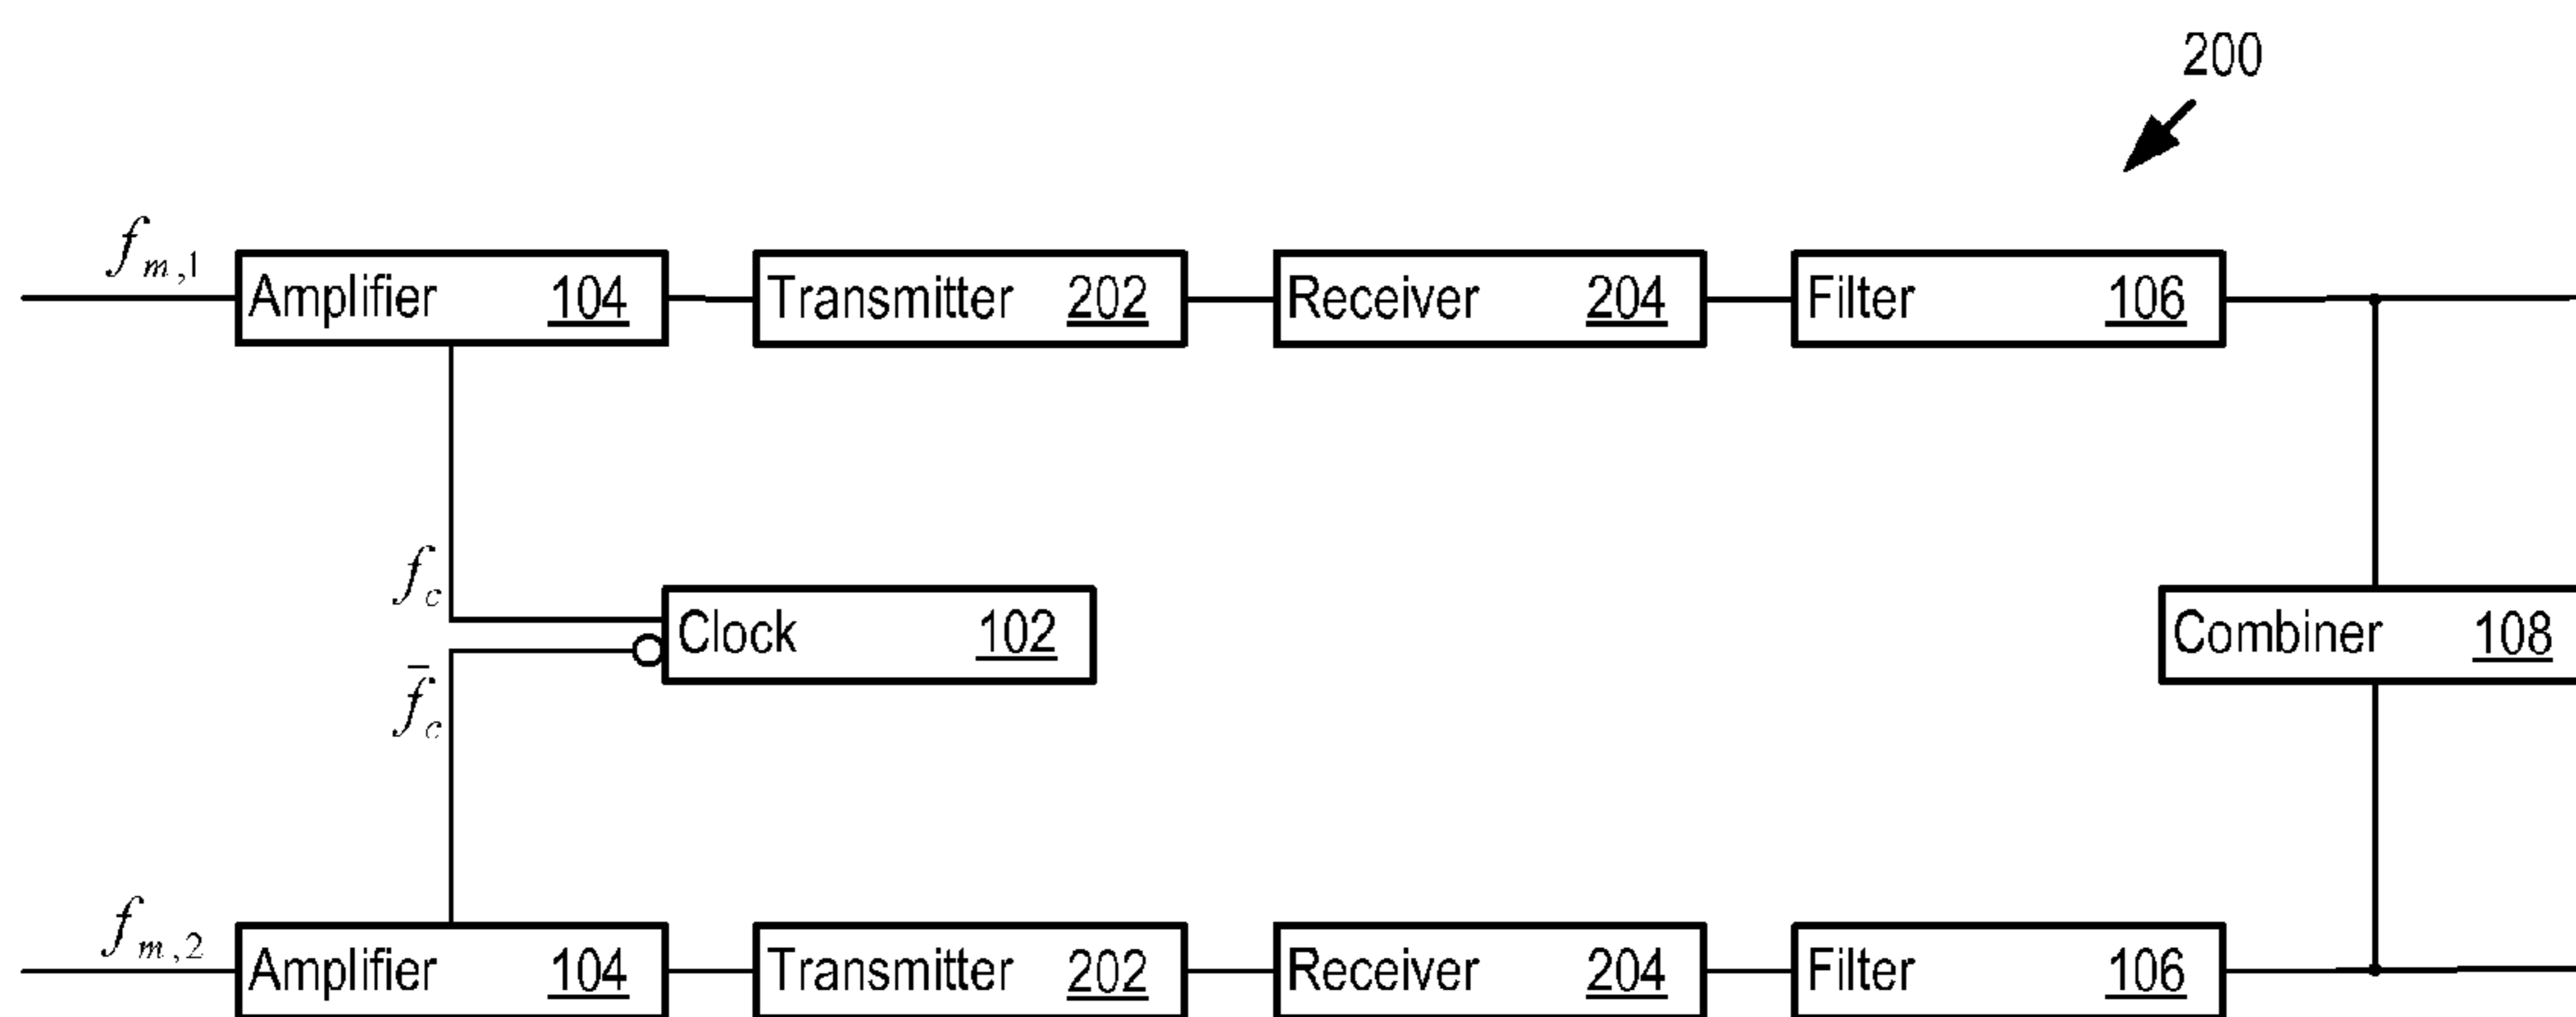 200
f_{m,1}
Amplifier 104 Transmitter 202 Receiver 204 Filter 106
f_c
Clock 102 Combiner 108
f̄_c
f_{m,2}
Amplifier 104 Transmitter 202 Receiver 204 Filter 106